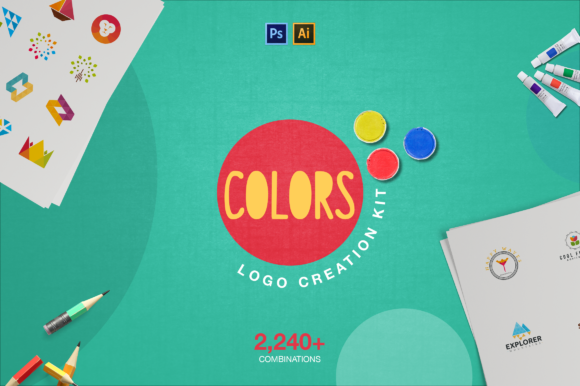 Ps Ai
COLORS
LOGO CREATION KIT
2,240+
COMBINATIONS
EXPLORER